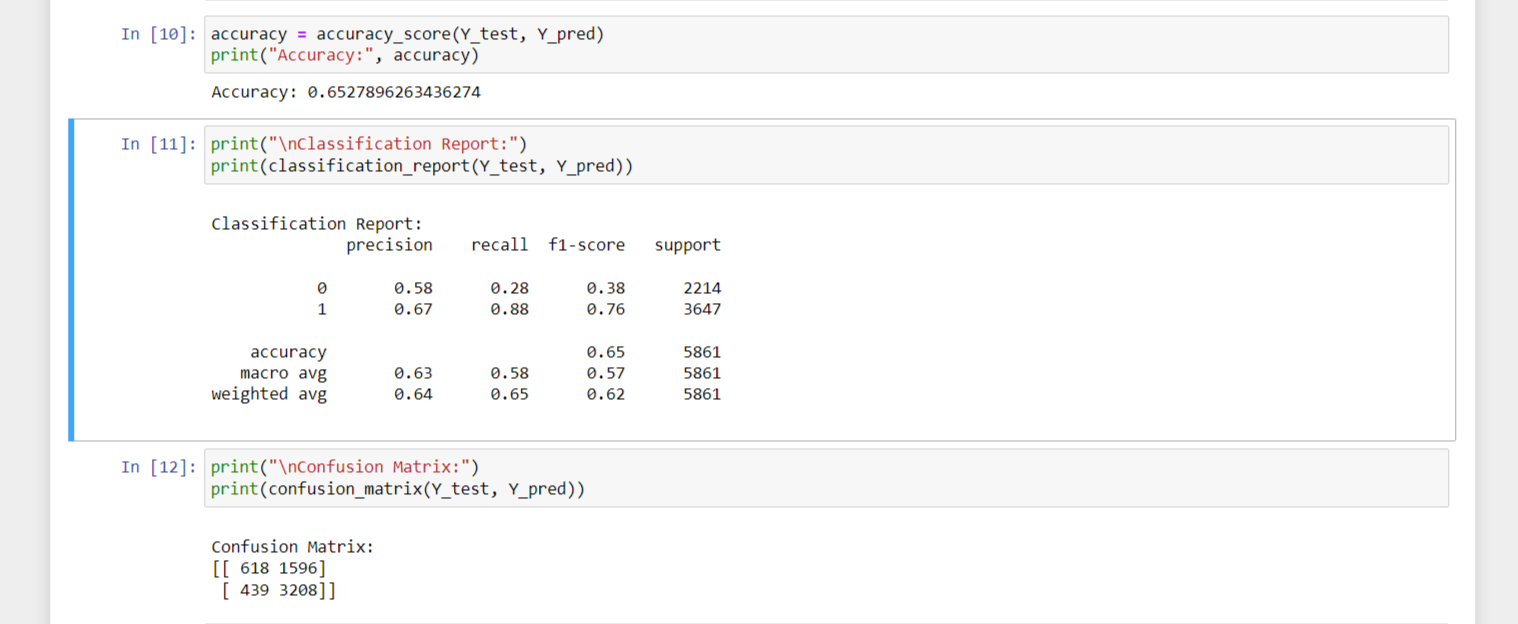 In [10]: accuracy = accuracy_score(Y_test, Y_pred)
print("Accuracy:", accuracy)
Accuracy: 0.6527896263436274
In [11]: print("\nClassification Report:")
print(classification_report(Y_test, Y_pred))
Classification Report:
precision recall f1-score support
0 0.58 0.28 0.38 2214
1 0.67 0.88 0.76 3647
accuracy 0.65 5861
macro avg 0.63 0.58 0.57 5861
weighted avg 0.64 0.65 0.62 5861
In [12]: print("\nConfusion Matrix:")
print(confusion_matrix(Y_test, Y_pred))
Confusion Matrix:
[[ 618 1596]
[ 439 3208]]